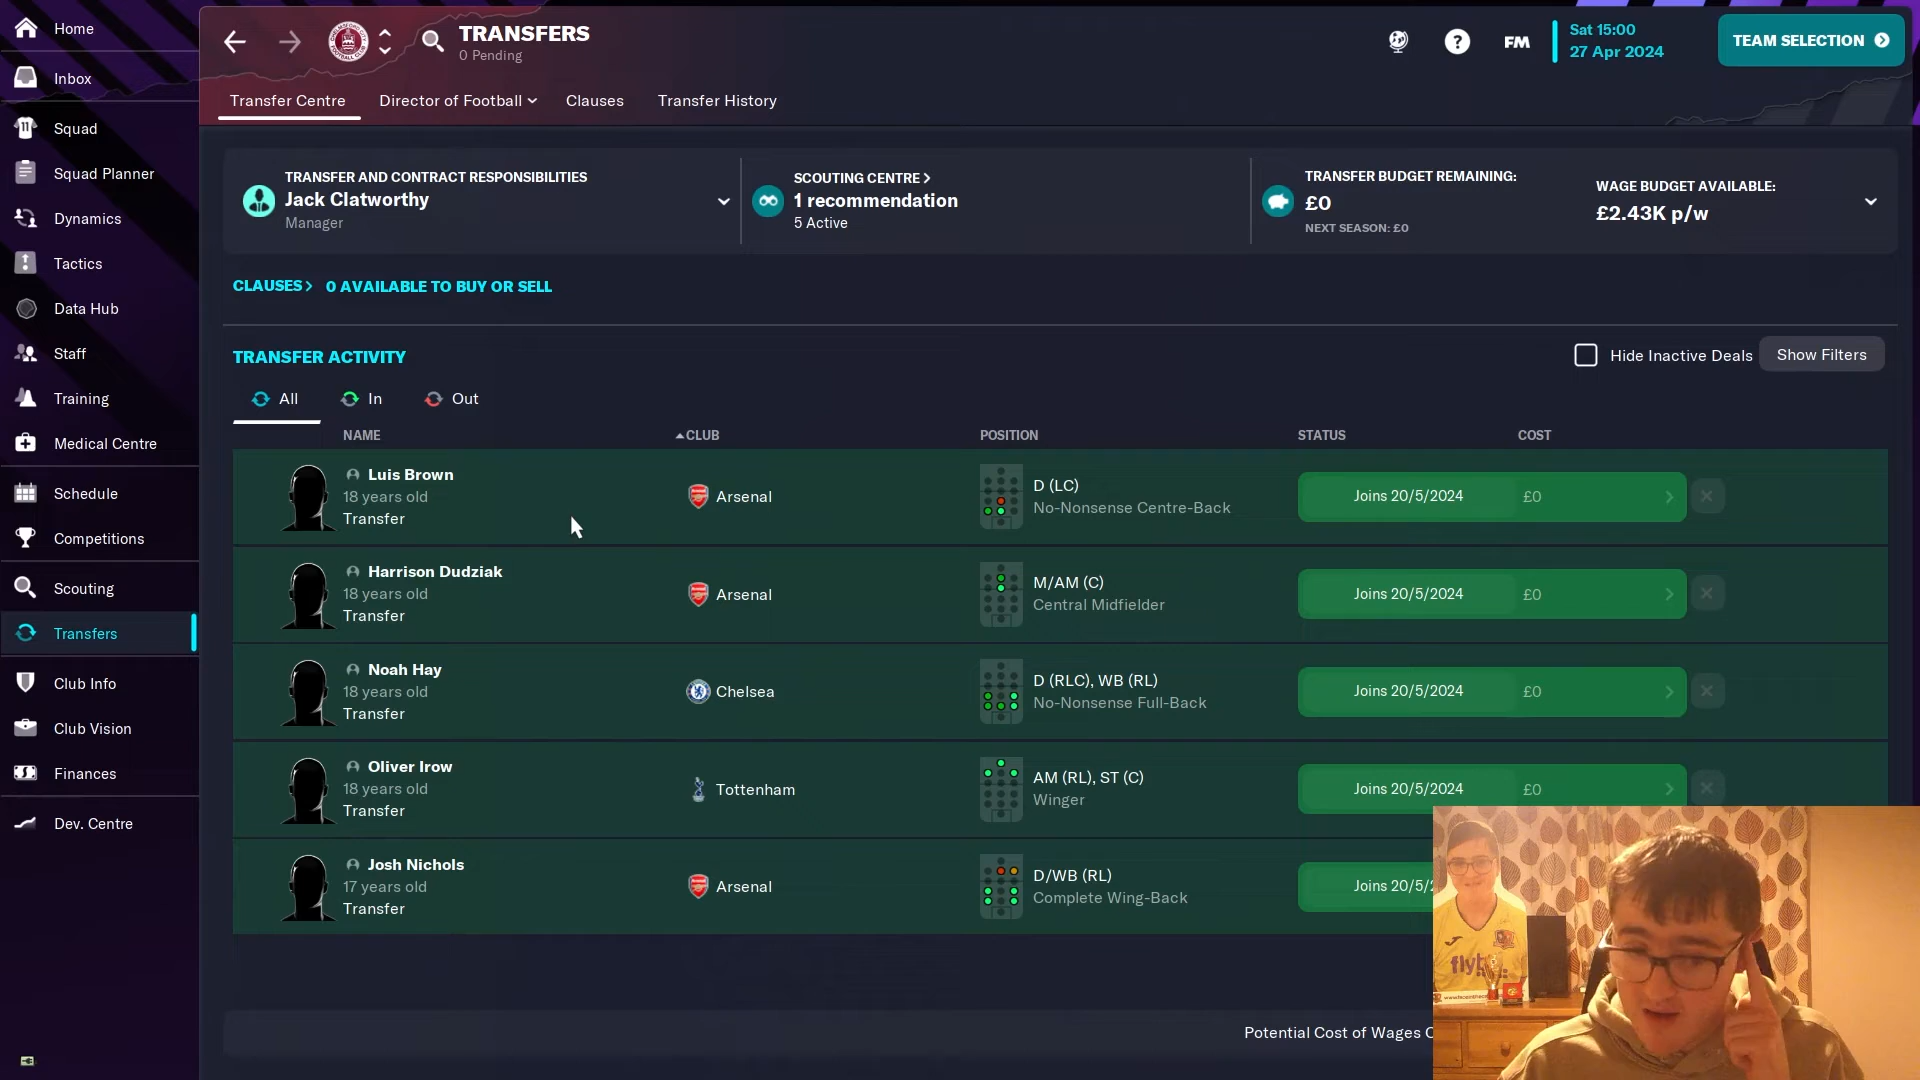 Home
Inbox
Squad
Squad Planner
Dynamics
Tactics
Data Hub
Staff
Training
Medical Centre
Schedule
Competitions
Scouting
Transfers
Club Info
Club Vision
Finances
Dev. Centre
TRANSFERS
0 Pending
FM
Sat 15:00
27 Apr 2024
TEAM SELECTION
Transfer Centre
Director of Football
Clauses
Transfer History
TRANSFER AND CONTRACT RESPONSIBILITIES
Jack Clatworthy
Manager
SCOUTING CENTRE
1 recommendation
5 Active
TRANSFER BUDGET REMAINING:
£0
NEXT SEASON: £0
WAGE BUDGET AVAILABLE:
£2.43K p/w
CLAUSES
0 AVAILABLE TO BUY OR SELL
TRANSFER ACTIVITY
Hide Inactive Deals
Show Filters
All
In
Out
NAME CLUB POSITION STATUS COST
Luis Brown
18 years old
Transfer
Arsenal
D (LC)
No-Nonsense Centre-Back
Joins 20/5/2024 £0
Harrison Dudziak
18 years old
Transfer
Arsenal
M/AM (C)
Central Midfielder
Joins 20/5/2024 £0
Noah Hay
18 years old
Transfer
Chelsea
D (RLC), WB (RL)
No-Nonsense Full-Back
Joins 20/5/2024 £0
Oliver Irow
18 years old
Transfer
Tottenham
AM (RL), ST (C)
Winger
Joins 20/5/2024 £0
Josh Nichols
17 years old
Transfer
Arsenal
D/WB (RL)
Complete Wing-Back
Joins 20/5/
Potential Cost of Wages
flyb